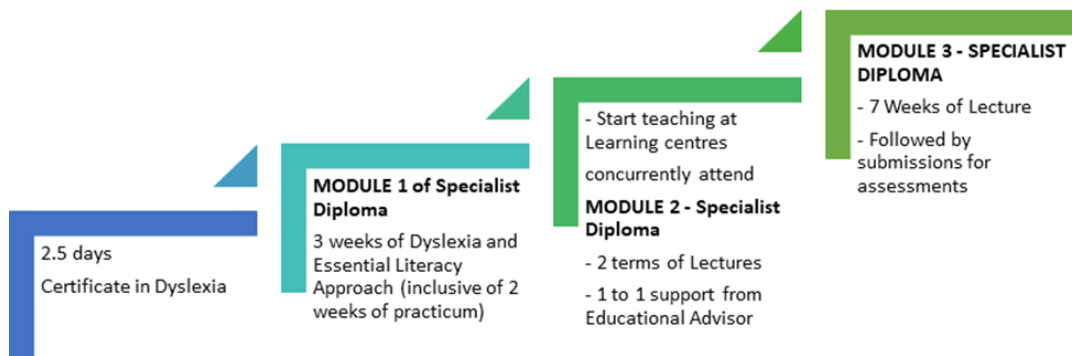 2.5 days
Certificate in Dyslexia
MODULE 1 of Specialist
Diploma
3 weeks of Dyslexia and
Essential Literacy
Approach (inclusive of 2
weeks of practicum)
- Start teaching at
Learning centres
concurrently attend
MODULE 2 - Specialist
Diploma
- 2 terms of Lectures
- 1 to 1 support from
Educational Advisor
MODULE 3 - SPECIALIST
DIPLOMA
- 7 Weeks of Lecture
- Followed by
submissions for
assessments